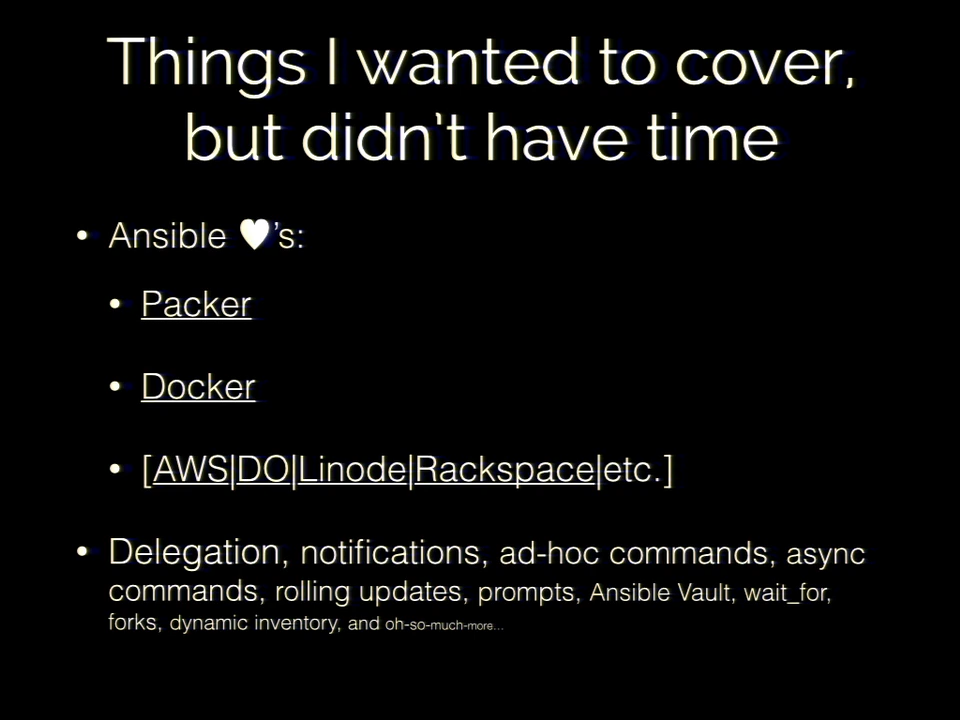 Things I wanted to cover,
but didn't have time
• Ansible ♥'s:
• Packer
• Docker
• [AWS|DO|Linode|Rackspace|etc.]
• Delegation, notifications, ad-hoc commands, async
commands, rolling updates, prompts, Ansible Vault, wait_for,
forks, dynamic inventory, and oh-so-much-more...